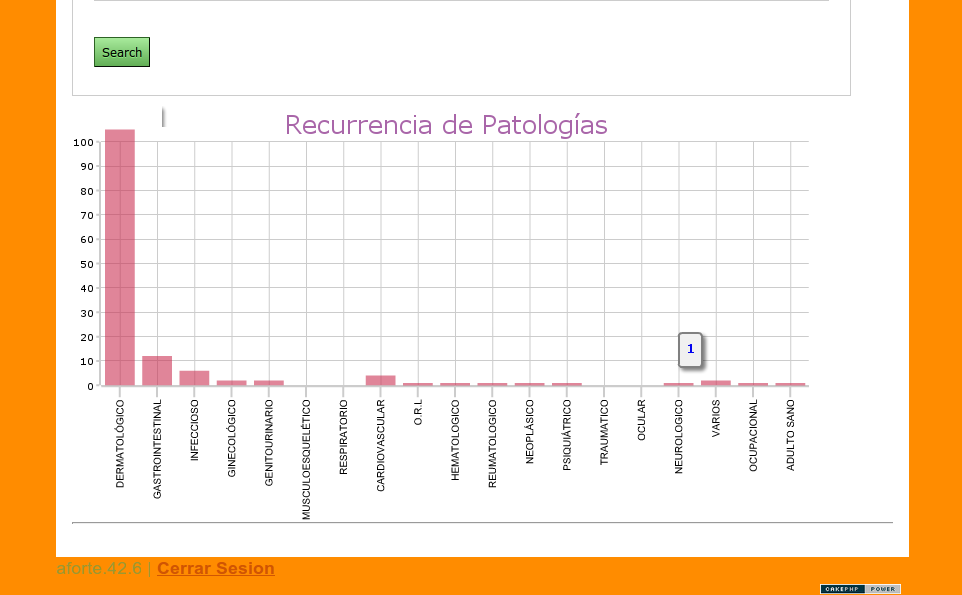 Search
Recurrencia de Patologías
100
90
80
70
60
50
40
30
20
10
0
1
DERMATOLÓGICO
GASTROINTESTINAL
INFECCIOSO
GINECOLÓGICO
GENITOURINARIO
MUSCULOESQUELÉTICO
RESPIRATORIO
CARDIOVASCULAR
O.R.L
HEMATOLOGICO
REUMATOLOGICO
NEOPLÁSICO
PSIQUIÁTRICO
TRAUMATICO
OCULAR
NEUROLOGICO
VARIOS
OCUPACIONAL
ADULTO SANO
aforte.42.6 | Cerrar Sesion
CAKEPHP POWER